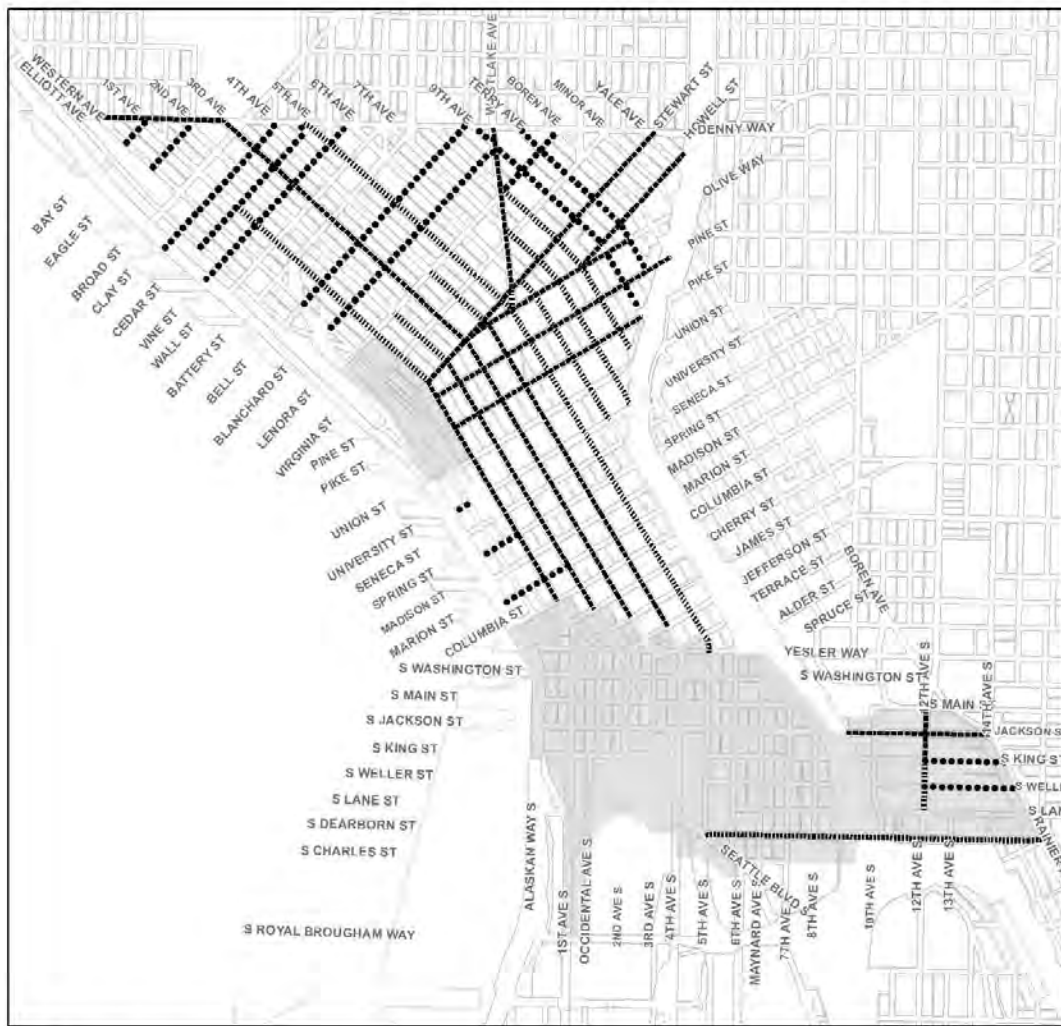 WESTERN AVE
ELLIOTT AVE
1ST AVE
2ND AVE
3RD AVE
4TH AVE
5TH AVE
6TH AVE
7TH AVE
9TH AVE
WESTLAKE AVE
TERRY AVE
BOREN AVE
MINOR AVE
YALE AVE
STEWART ST
HOWELL ST
DENNY WAY
OLIVE WAY
PINE ST
PIKE ST
UNION ST
UNIVERSITY ST
SENECA ST
SPRING ST
MADISON ST
MARION ST
COLUMBIA ST
CHERRY ST
JAMES ST
JEFFERSON ST
TERRACE ST
ALDER ST
SPRUCE ST
BOREN AVE
YESLER WAY
S WASHINGTON ST
12TH AVE S
S MAIN
14TH AVE S
JACKSON S
S KING ST
S WELL
S LAN
RAINIER
BAY ST
EAGLE ST
BROAD ST
CLAY ST
CEDAR ST
VINE ST
WALL ST
BATTERY ST
BELL ST
BLANCHARD ST
LENORA ST
VIRGINIA ST
PINE ST
PIKE ST
UNION ST
UNIVERSITY ST
SENECA ST
SPRING ST
MADISON ST
MARION ST
COLUMBIA ST
S WASHINGTON ST
S MAIN ST
S JACKSON ST
S KING ST
S WELLER ST
S LANE ST
S DEARBORN ST
S CHARLES ST
S ROYAL BROUGHAM WAY
ALASKAN WAY S
1ST AVE S
OCCIDENTAL AVE S
2ND AVE S
3RD AVE S
4TH AVE S
5TH AVE S
SEATTLE BLVD S
6TH AVE S
MAYNARD AVE S
77TH AVE S
8TH AVE S
10TH AVE S
12TH AVE S
13TH AVE S